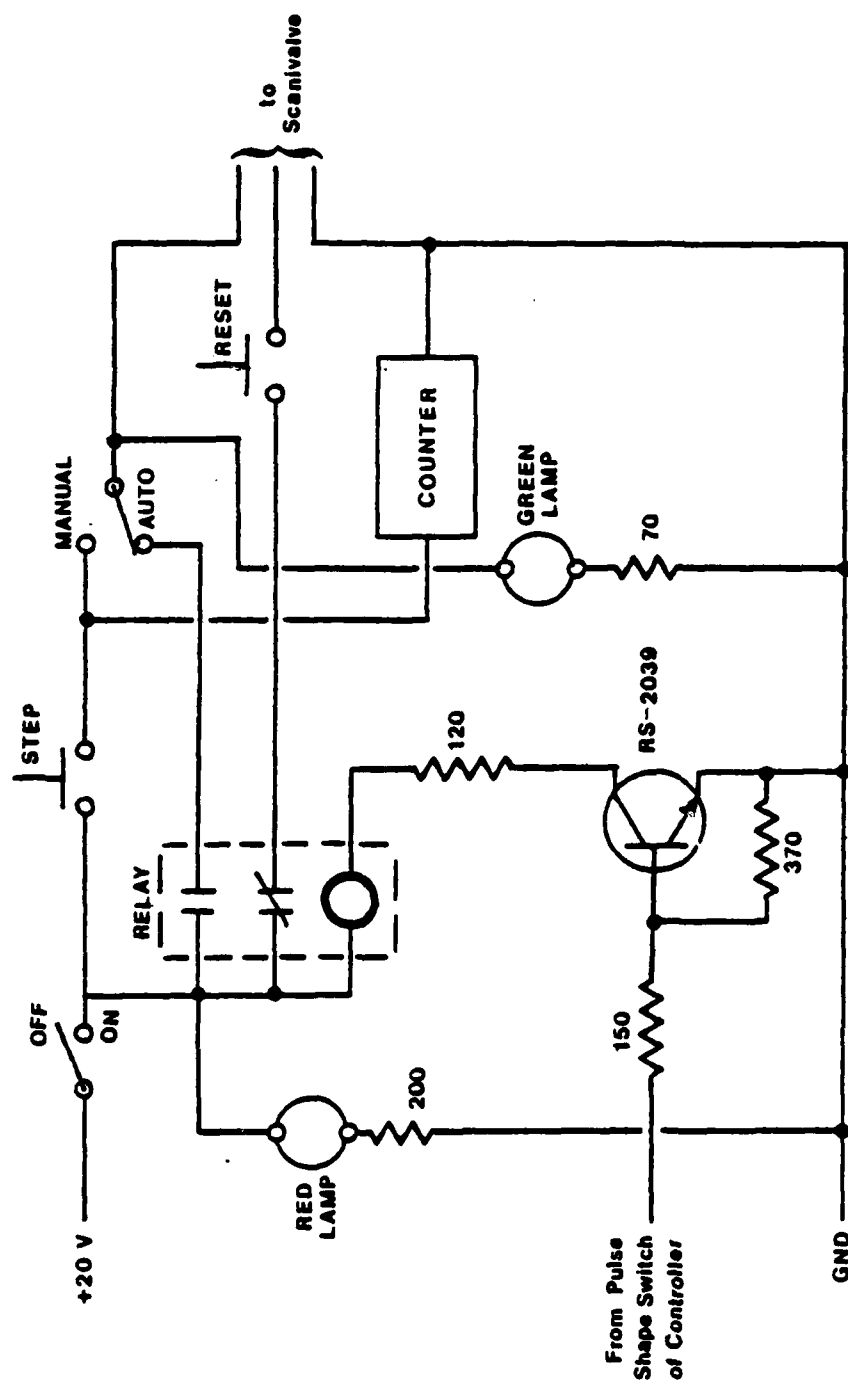 +20 V
OFF
ON
STEP
MANUAL
AUTO
to
Scanivalve
RELAY
RESET
RED
LAMP
200
120
COUNTER
GREEN
LAMP
70
From Pulse
Shape Switch
of Controller
150
RS-2039
370
GND